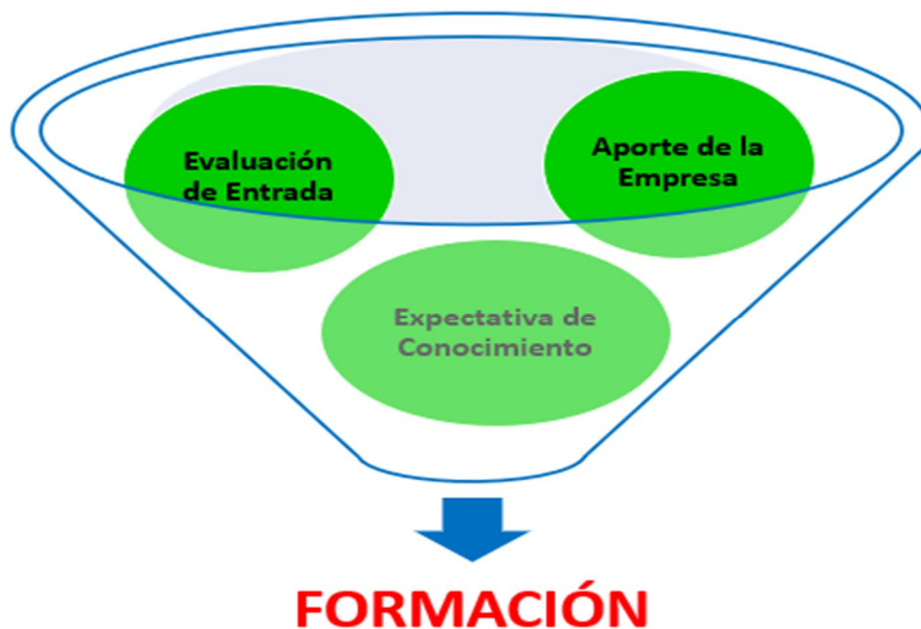 Evaluación
de Entrada
Aporte de la
Empresa
Expectativa de
Conocimiento
FORMACIÓN